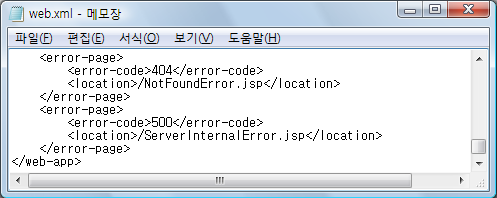 web.xml - 메모장
파일(F) 편집(E) 서식(O) 보기(V) 도움말(H)
<error-page>
<error-code>404</error-code>
<location>/NotFoundError.jsp</location>
</error-page>
<error-page>
<error-code>500</error-code>
<location>/ServerInternalError.jsp</location>
</error-page>
</web-app>